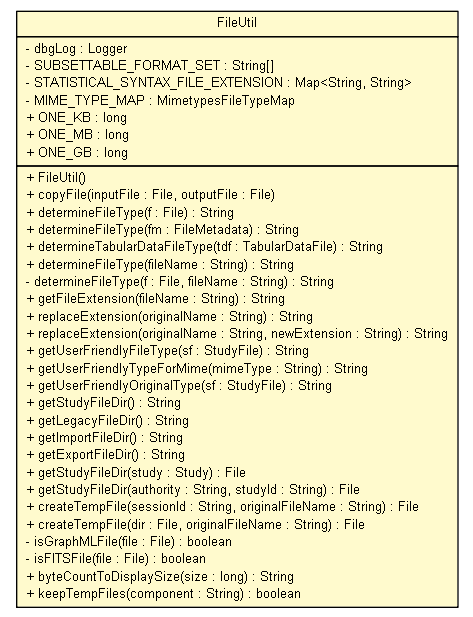 FileUtil
- dbgLog : Logger
- SUBSETTABLE_FORMAT_SET : String[]
- STATISTICAL_SYNTAX_FILE_EXTENSION : Map<String, String>
- MIME_TYPE_MAP : MimetypesFileTypeMap
+ ONE_KB : long
+ ONE_MB : long
+ ONE_GB : long
+ FileUtil()
+ copyFile(inputFile : File, outputFile : File)
+ determineFileType(f : File) : String
+ determineFileType(fm : FileMetadata) : String
+ determineTabularDataFileType(tdf : TabularDataFile) : String
+ determineFileType(fileName : String) : String
- determineFileType(f : File, fileName : String) : String
+ getFileExtension(fileName : String) : String
+ replaceExtension(originalName : String) : String
+ replaceExtension(originalName : String, newExtension : String) : String
+ getUserFriendlyFileType(sf : StudyFile) : String
+ getUserFriendlyTypeForMime(mimeType : String) : String
+ getUserFriendlyOriginalType(sf : StudyFile) : String
+ getStudyFileDir() : String
+ getLegacyFileDir() : String
+ getImportFileDir() : String
+ getExportFileDir() : String
+ getStudyFileDir(study : Study) : File
+ getStudyFileDir(authority : String, studyId : String) : File
+ createTempFile(sessionId : String, originalFileName : String) : File
+ createTempFile(dir : File, originalFileName : String) : File
- isGraphMLFile(file : File) : boolean
- isFITSFile(file : File) : boolean
+ byteCountToDisplaySize(size : long) : String
+ keepTempFiles(component : String) : boolean